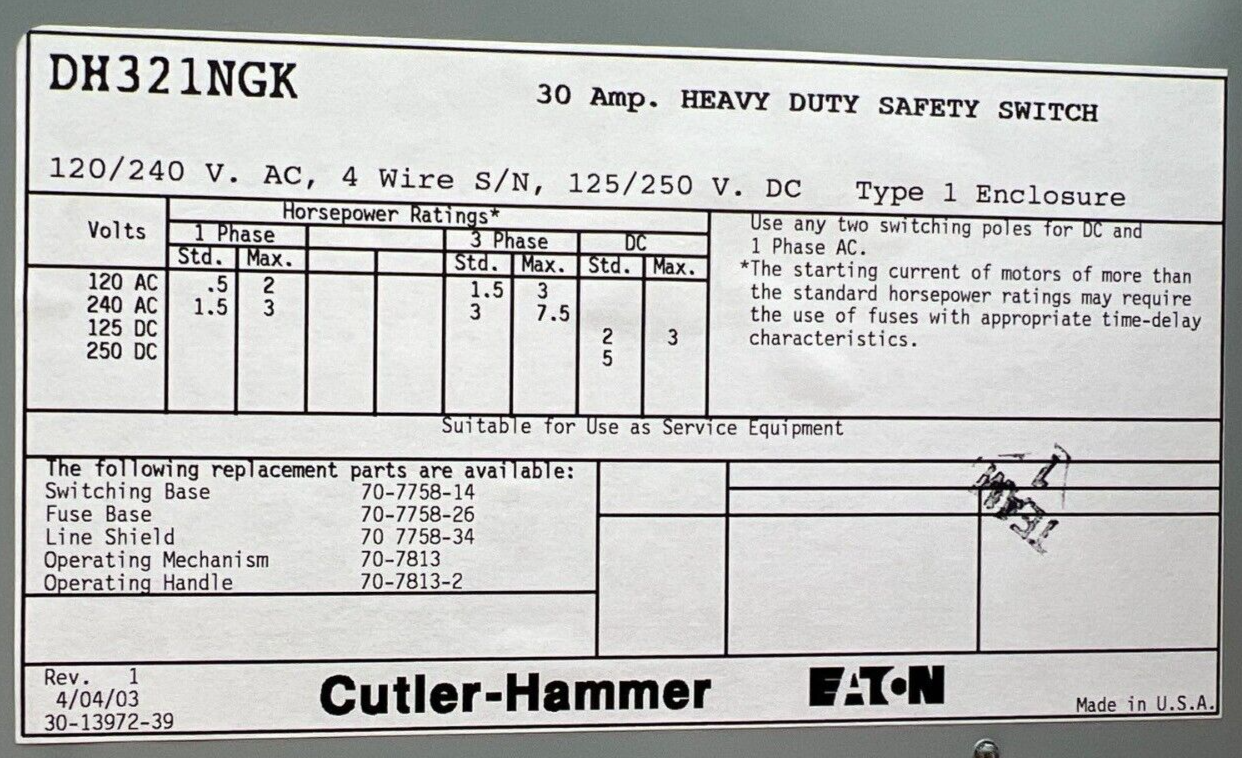 DH321NGK
30 Amp. HEAVY DUTY SAFETY SWITCH
120/240 V. AC, 4 Wire S/N, 125/250 V. DC Type 1 Enclosure
Volts
Horsepower Ratings*
1 Phase 3 Phase DC
Std. Max. Std. Max. Std. Max.
120 AC .5 2 1.5 3
240 AC 1.5 3 3 7.5
125 DC 2 3
250 DC 5
Use any two switching poles for DC and
1 Phase AC.
*The starting current of motors of more than
the standard horsepower ratings may require
the use of fuses with appropriate time-delay
characteristics.
Suitable for Use as Service Equipment
The following replacement parts are available:
Switching Base 70-7758-14
Fuse Base 70-7758-26
Line Shield 70 7758-34
Operating Mechanism 70-7813
Operating Handle 70-7813-2
Rev. 1
4/04/03
30-13972-39
Cutler-Hammer
EATON
Made in U.S.A.